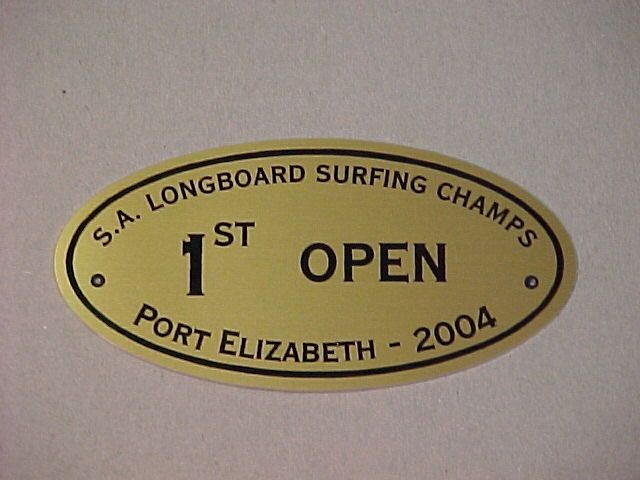 S.A. LONGBOARD SURFING CHAMPS
1ST OPEN
PORT ELIZABETH - 2004